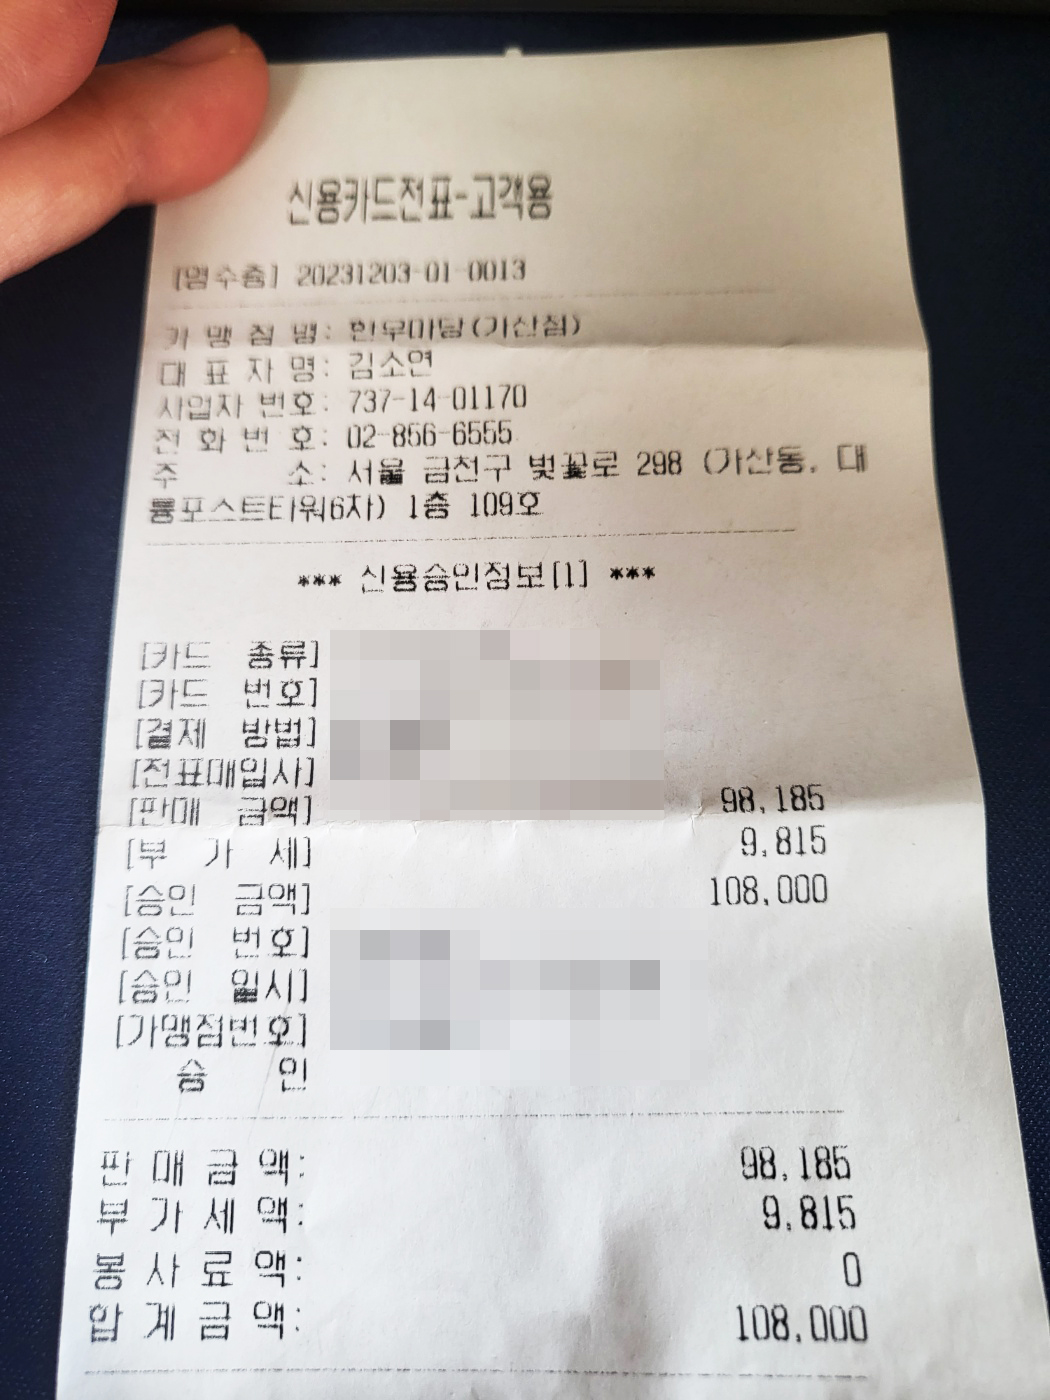 신용카드전표-고객용
[영수증] 20231203-01-0013
가 맹 점 명: 한우마당(가산점)
대 표 자 명: 김소연
사업자 번호: 737-14-01170
전 화 번 호: 02-856-6555
주 소: 서울 금천구 벚꽃로 298 (가산동, 대
륭포스트타워6차) 1층 109호
*** 신용승인정보[1] ***
[카드 종류]
[카드 번호]
[결제 방법]
[전표매입사]
[판매 금액] 98,185
[부 가 세] 9,815
[승인 금액] 108,000
[승인 번호]
[승인 일시]
[가맹점번호]
승 인
판 매 금 액: 98,185
부 가 세 액: 9,815
봉 사 료 액: 0
합 계 금 액: 108,000